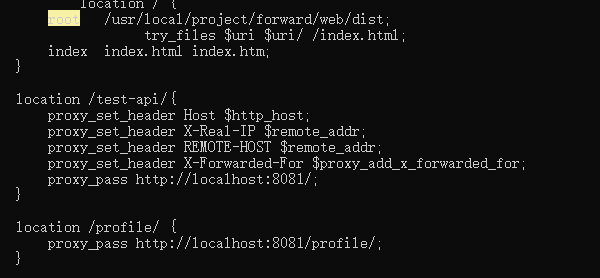 location / {
root /usr/local/project/forward/web/dist;
try_files $uri $uri/ /index.html;
index index.html index.htm;
}
location /test-api/{
proxy_set_header Host $http_host;
proxy_set_header X-Real-IP $remote_addr;
proxy_set_header REMOTE-HOST $remote_addr;
proxy_set_header X-Forwarded-For $proxy_add_x_forwarded_for;
proxy_pass http://localhost:8081/;
}
location /profile/ {
proxy_pass http://localhost:8081/profile/;
}